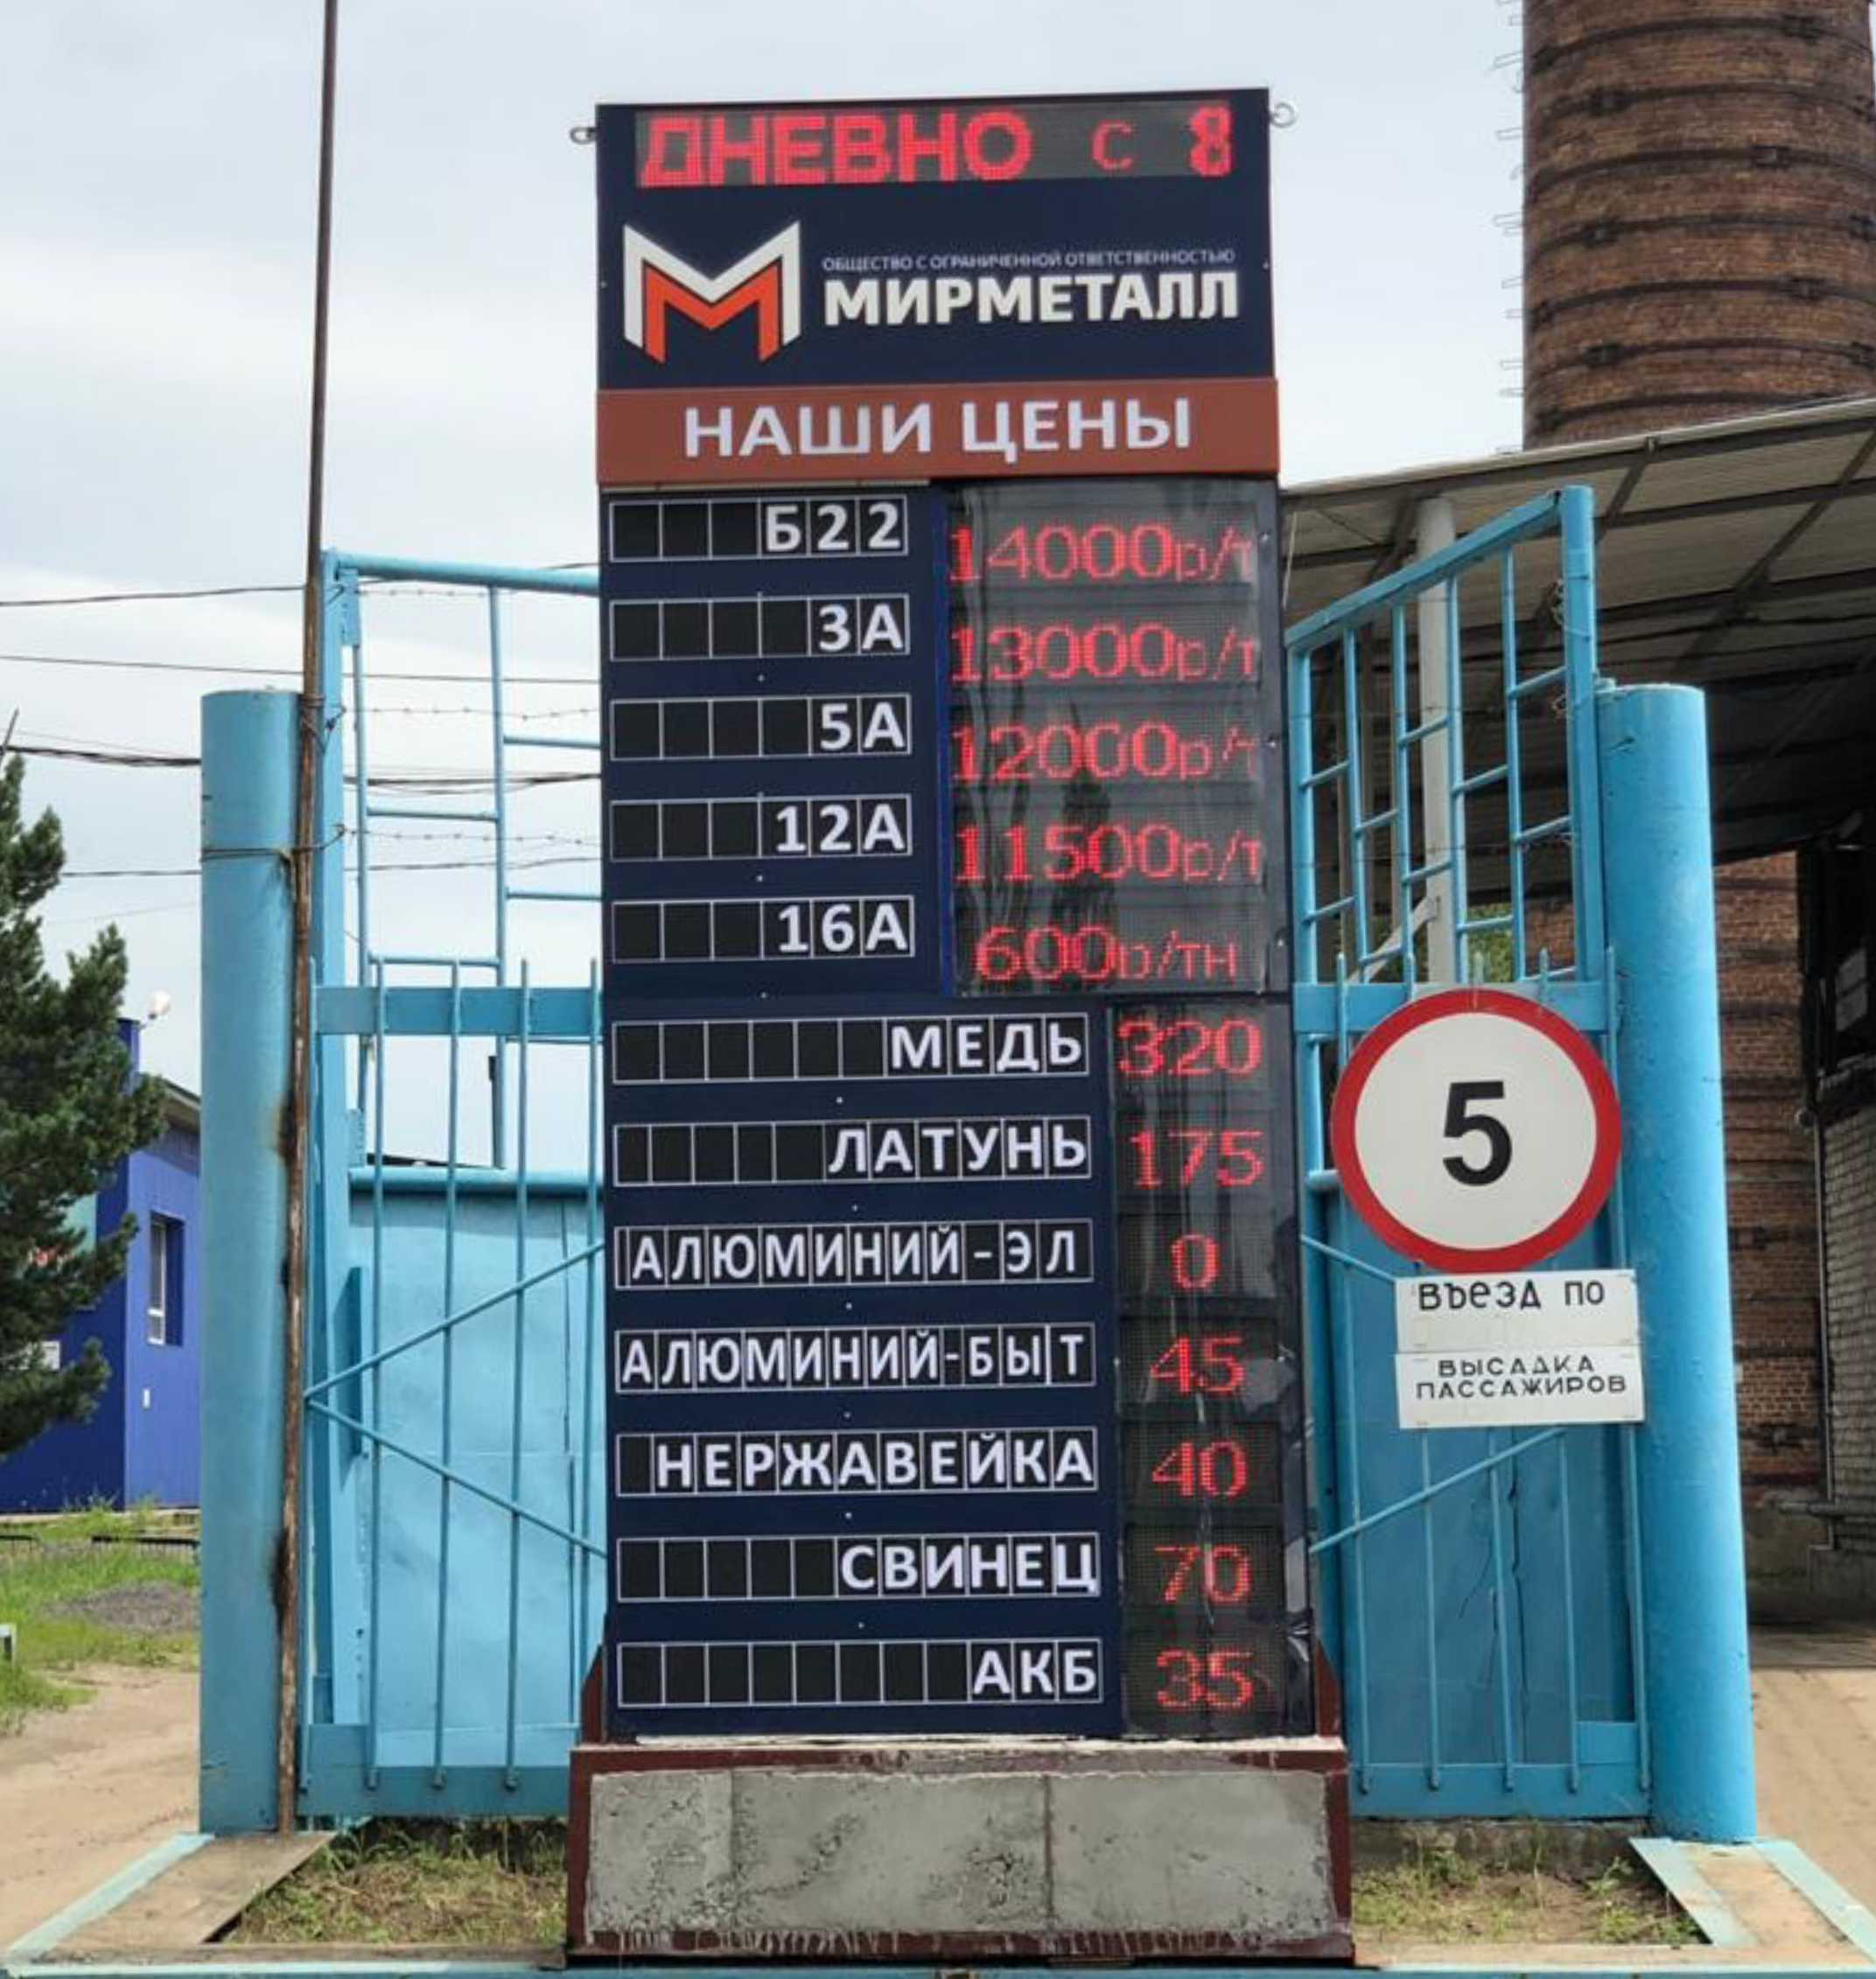 ДНЕВНО с 8
ОБЩЕСТВО С ОГРАНИЧЕННОЙ ОТВЕТСТВЕННОСТЬЮ
МИРМЕТАЛЛ
НАШИ ЦЕНЫ
Б22 14000р/т
3А 13000р/т
5А 12000р/т
12А 11500р/т
16А 600р/тн
МЕДЬ 320
ЛАТУНЬ 175
АЛЮМИНИЙ-ЭЛ 0
АЛЮМИНИЙ-БЫТ 45
НЕРЖАВЕЙКА 40
СВИНЕЦ 70
АКБ 35
5
ВЪеЗД ПО
ВЫСАДКА
ПАССАЖИРОВ